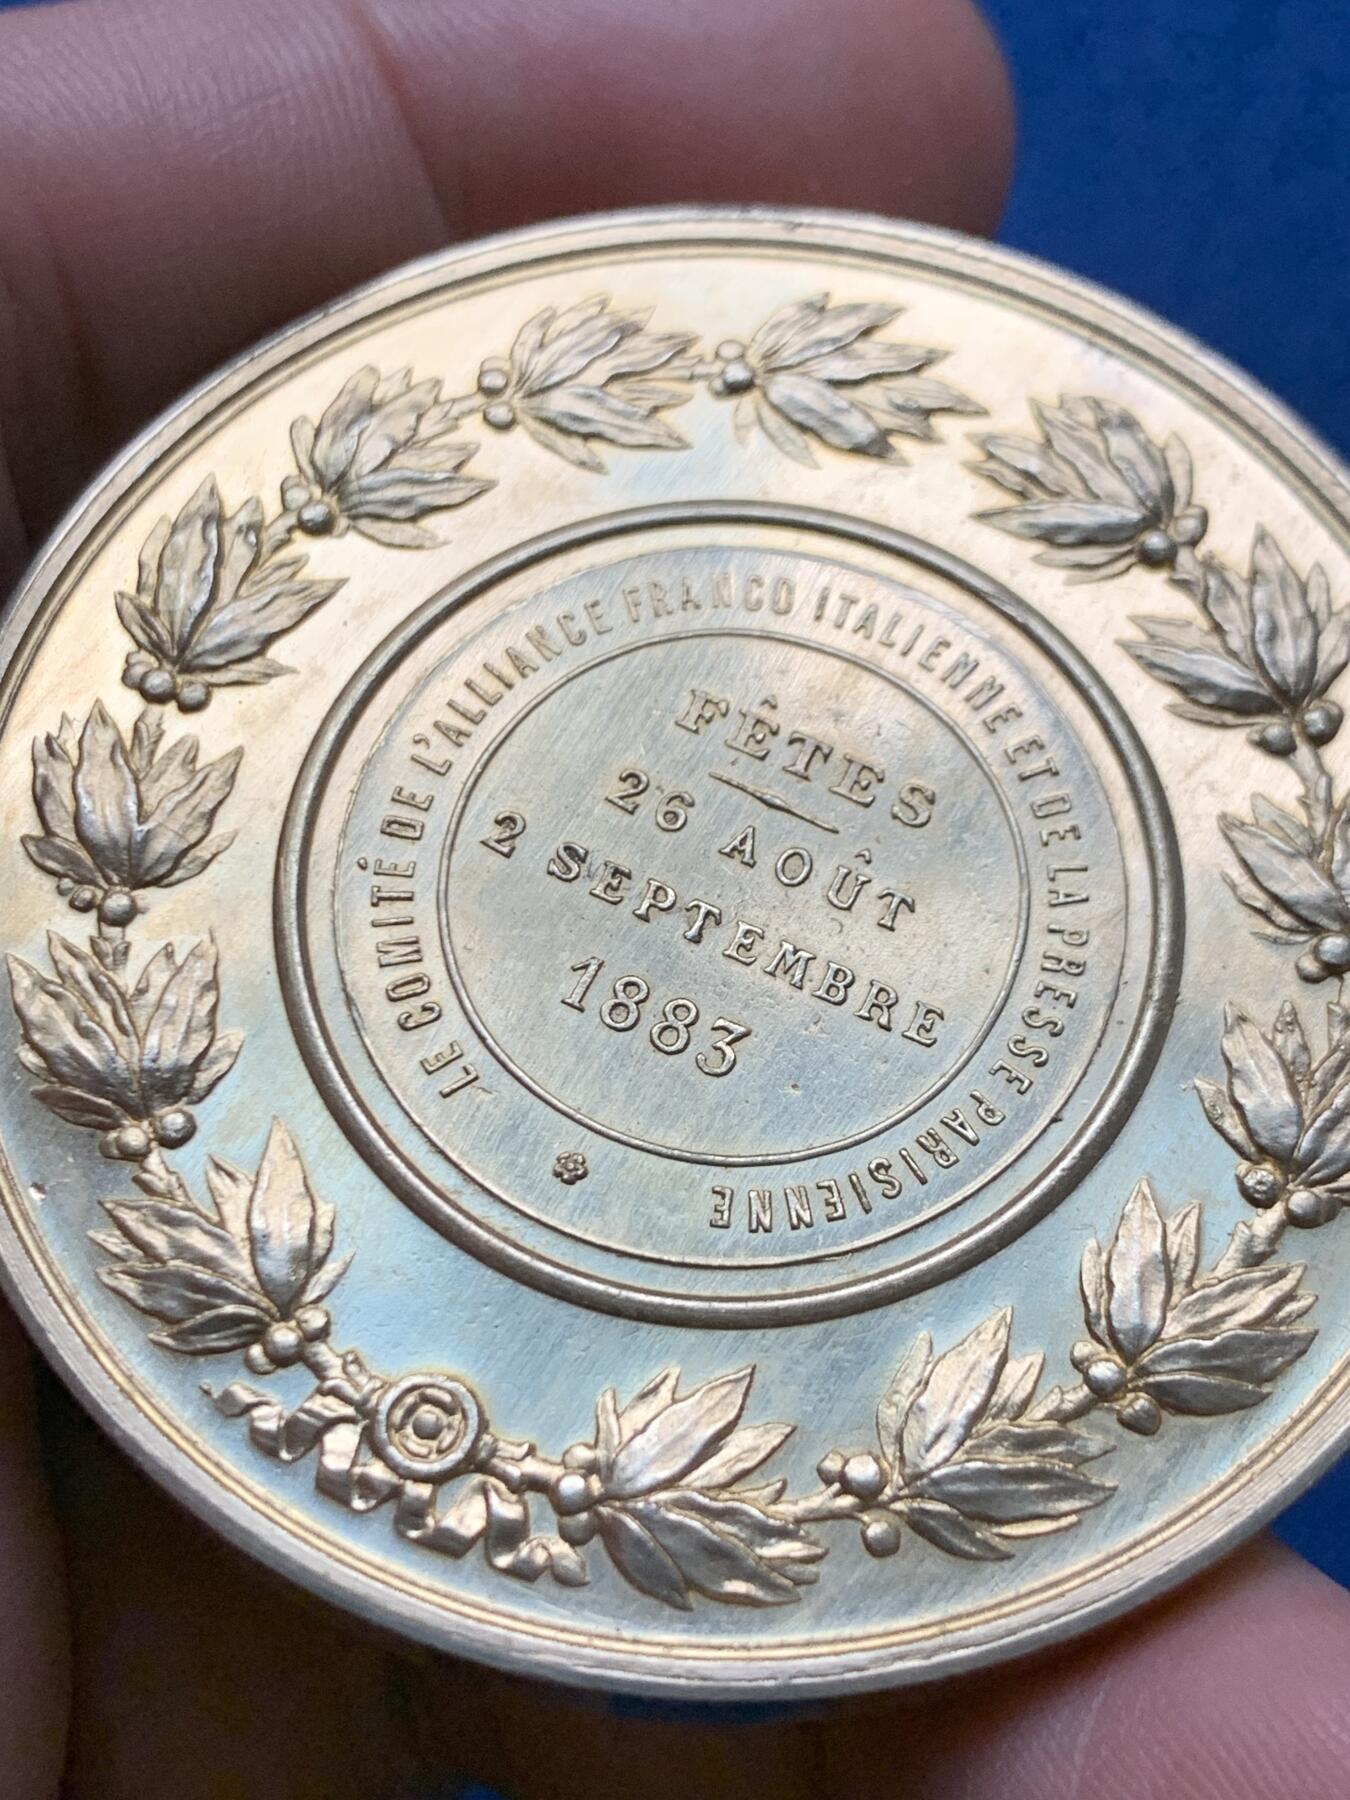 LE COMITÉ DE L'ALLIANCE FRANCO ITALIENNE ET DE LA PRESSE PARISIENNE
FÊTES
26 AOÛT
2 SEPTEMBRE
1883